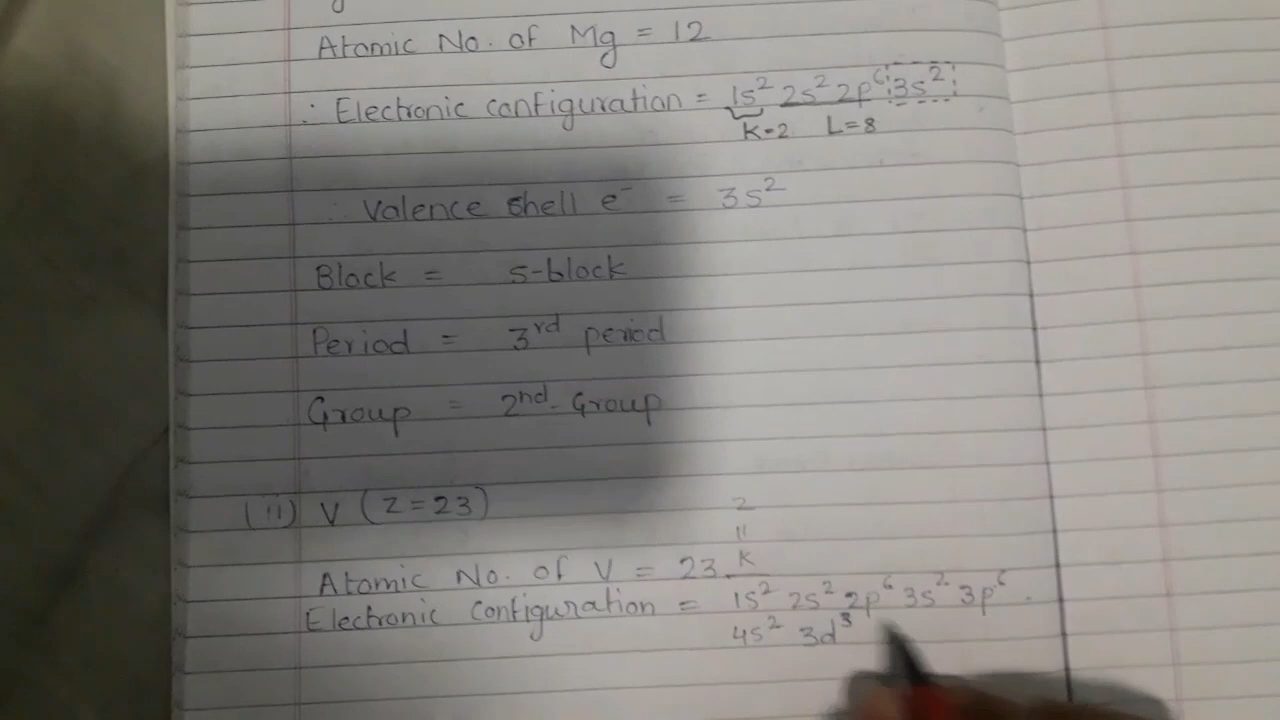 Atomic No. of Mg = 12
∴ Electronic configuration = 1s² 2s² 2p⁶ 3s²
K=2 L=8
∴ Valence shell e⁻ = 3s²
Block = s-block
Period = 3rd period
Group = 2nd Group
(ii) V (Z=23)
2
॥
K
Atomic No. of V = 23
Electronic configuration = 1s² 2s² 2p⁶ 3s² 3p⁶
4s² 3d³